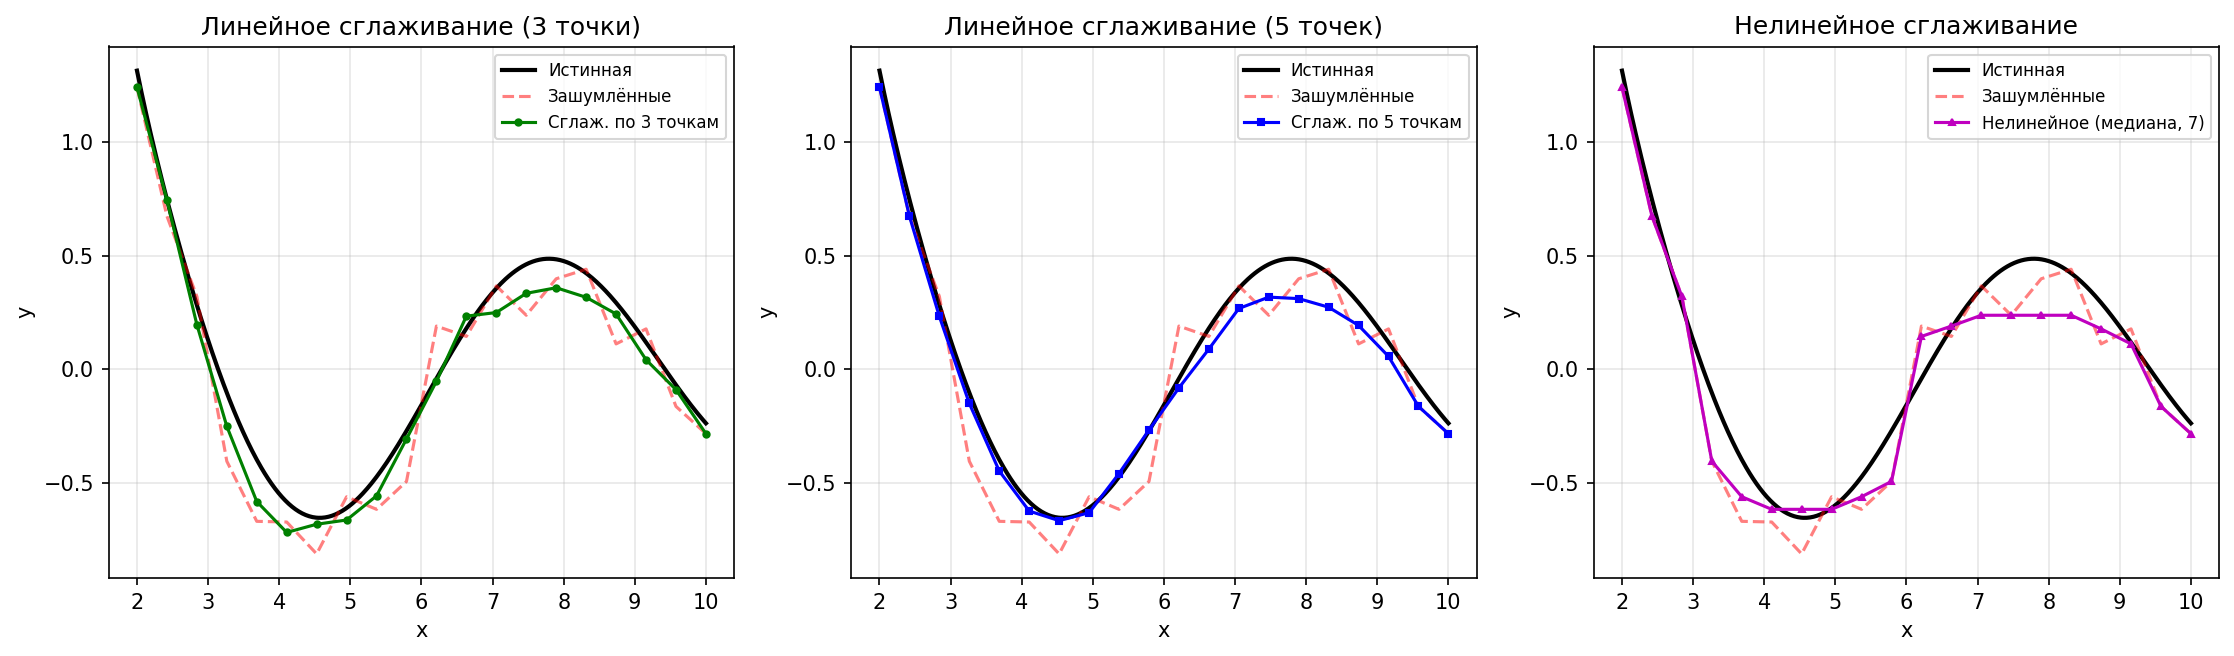 Линейное сглаживание (3 точки)
Истинная
Зашумлённые
Сглаж. по 3 точкам
y
1.0
0.5
0.0
−0.5
2 3 4 5 6 7 8 9 10
x
Линейное сглаживание (5 точек)
Истинная
Зашумлённые
Сглаж. по 5 точкам
y
1.0
0.5
0.0
−0.5
2 3 4 5 6 7 8 9 10
x
Нелинейное сглаживание
Истинная
Зашумлённые
Нелинейное (медиана, 7)
y
1.0
0.5
0.0
−0.5
2 3 4 5 6 7 8 9 10
x